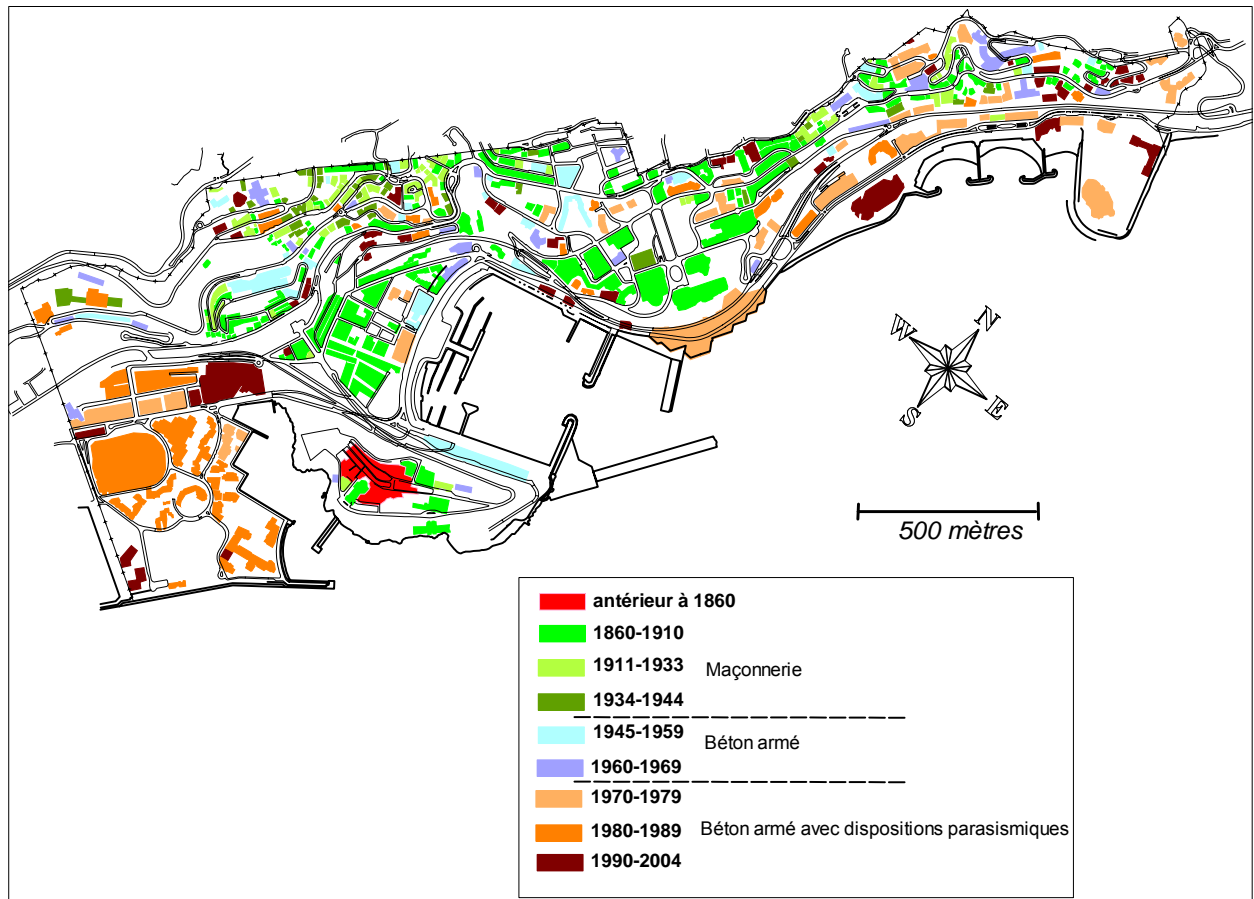 W
N
S
E
500 mètres
antérieur à 1860
1860-1910
1911-1933
Maçonnerie
1934-1944
1945-1959
Béton armé
1960-1969
1970-1979
1980-1989
Béton armé avec dispositions parasismiques
1990-2004